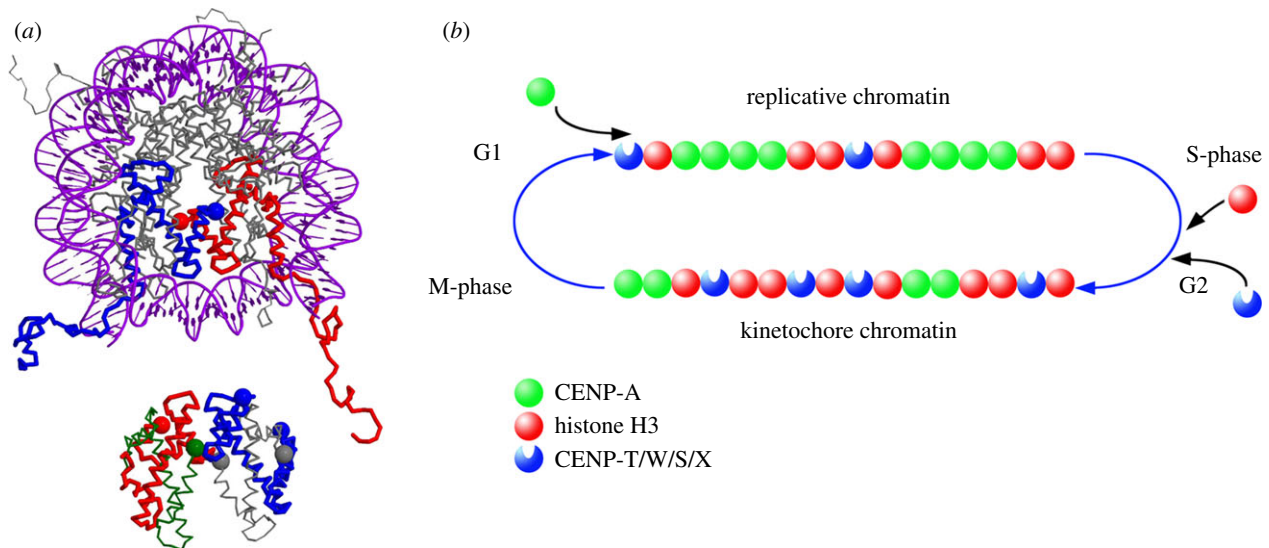 (a)
(b)
replicative chromatin
G1
S-phase
M-phase
G2
kinetochore chromatin
CENP-A
histone H3
CENP-T/W/S/X